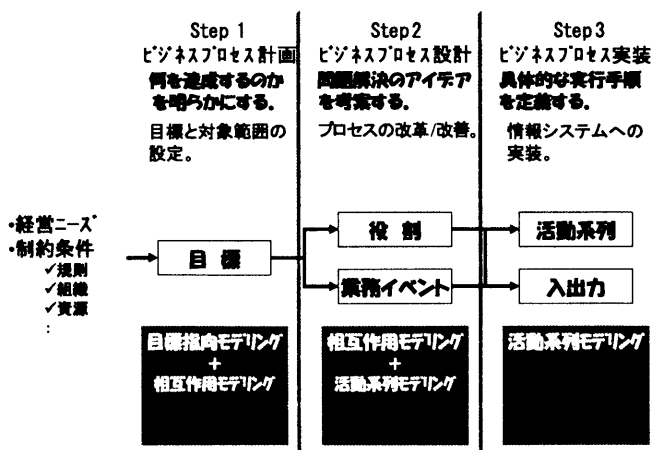 Step 1
ビジネスプロセス計画
何を達成するのか
を明らかにする。
目標と対象範囲の
設定。
Step2
ビジネスプロセス設計
問題解決のアイデア
を考案する。
プロセスの改革/改善。
Step3
ビジネスプロセス実装
具体的な実行手順
を定義する。
情報システムへの
実装。
・経営ニーズ
・制約条件
✓規則
✓組織
✓資源
:
目標
役割
業務イベント
活動系列
入出力
目標指向モデリング
+
相互作用モデリング
相互作用モデリング
+
活動系列モデリング
活動系列モデリング